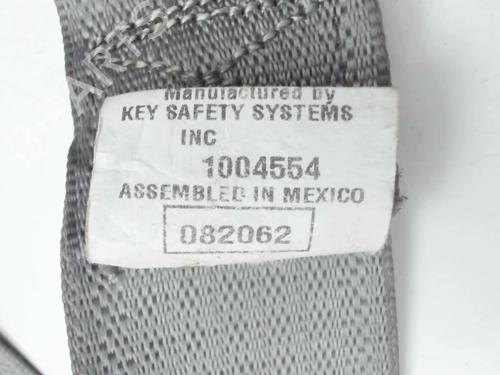 Manufactured by
KEY SAFETY SYSTEMS
INC
1004554
ASSEMBLED IN MEXICO
082062